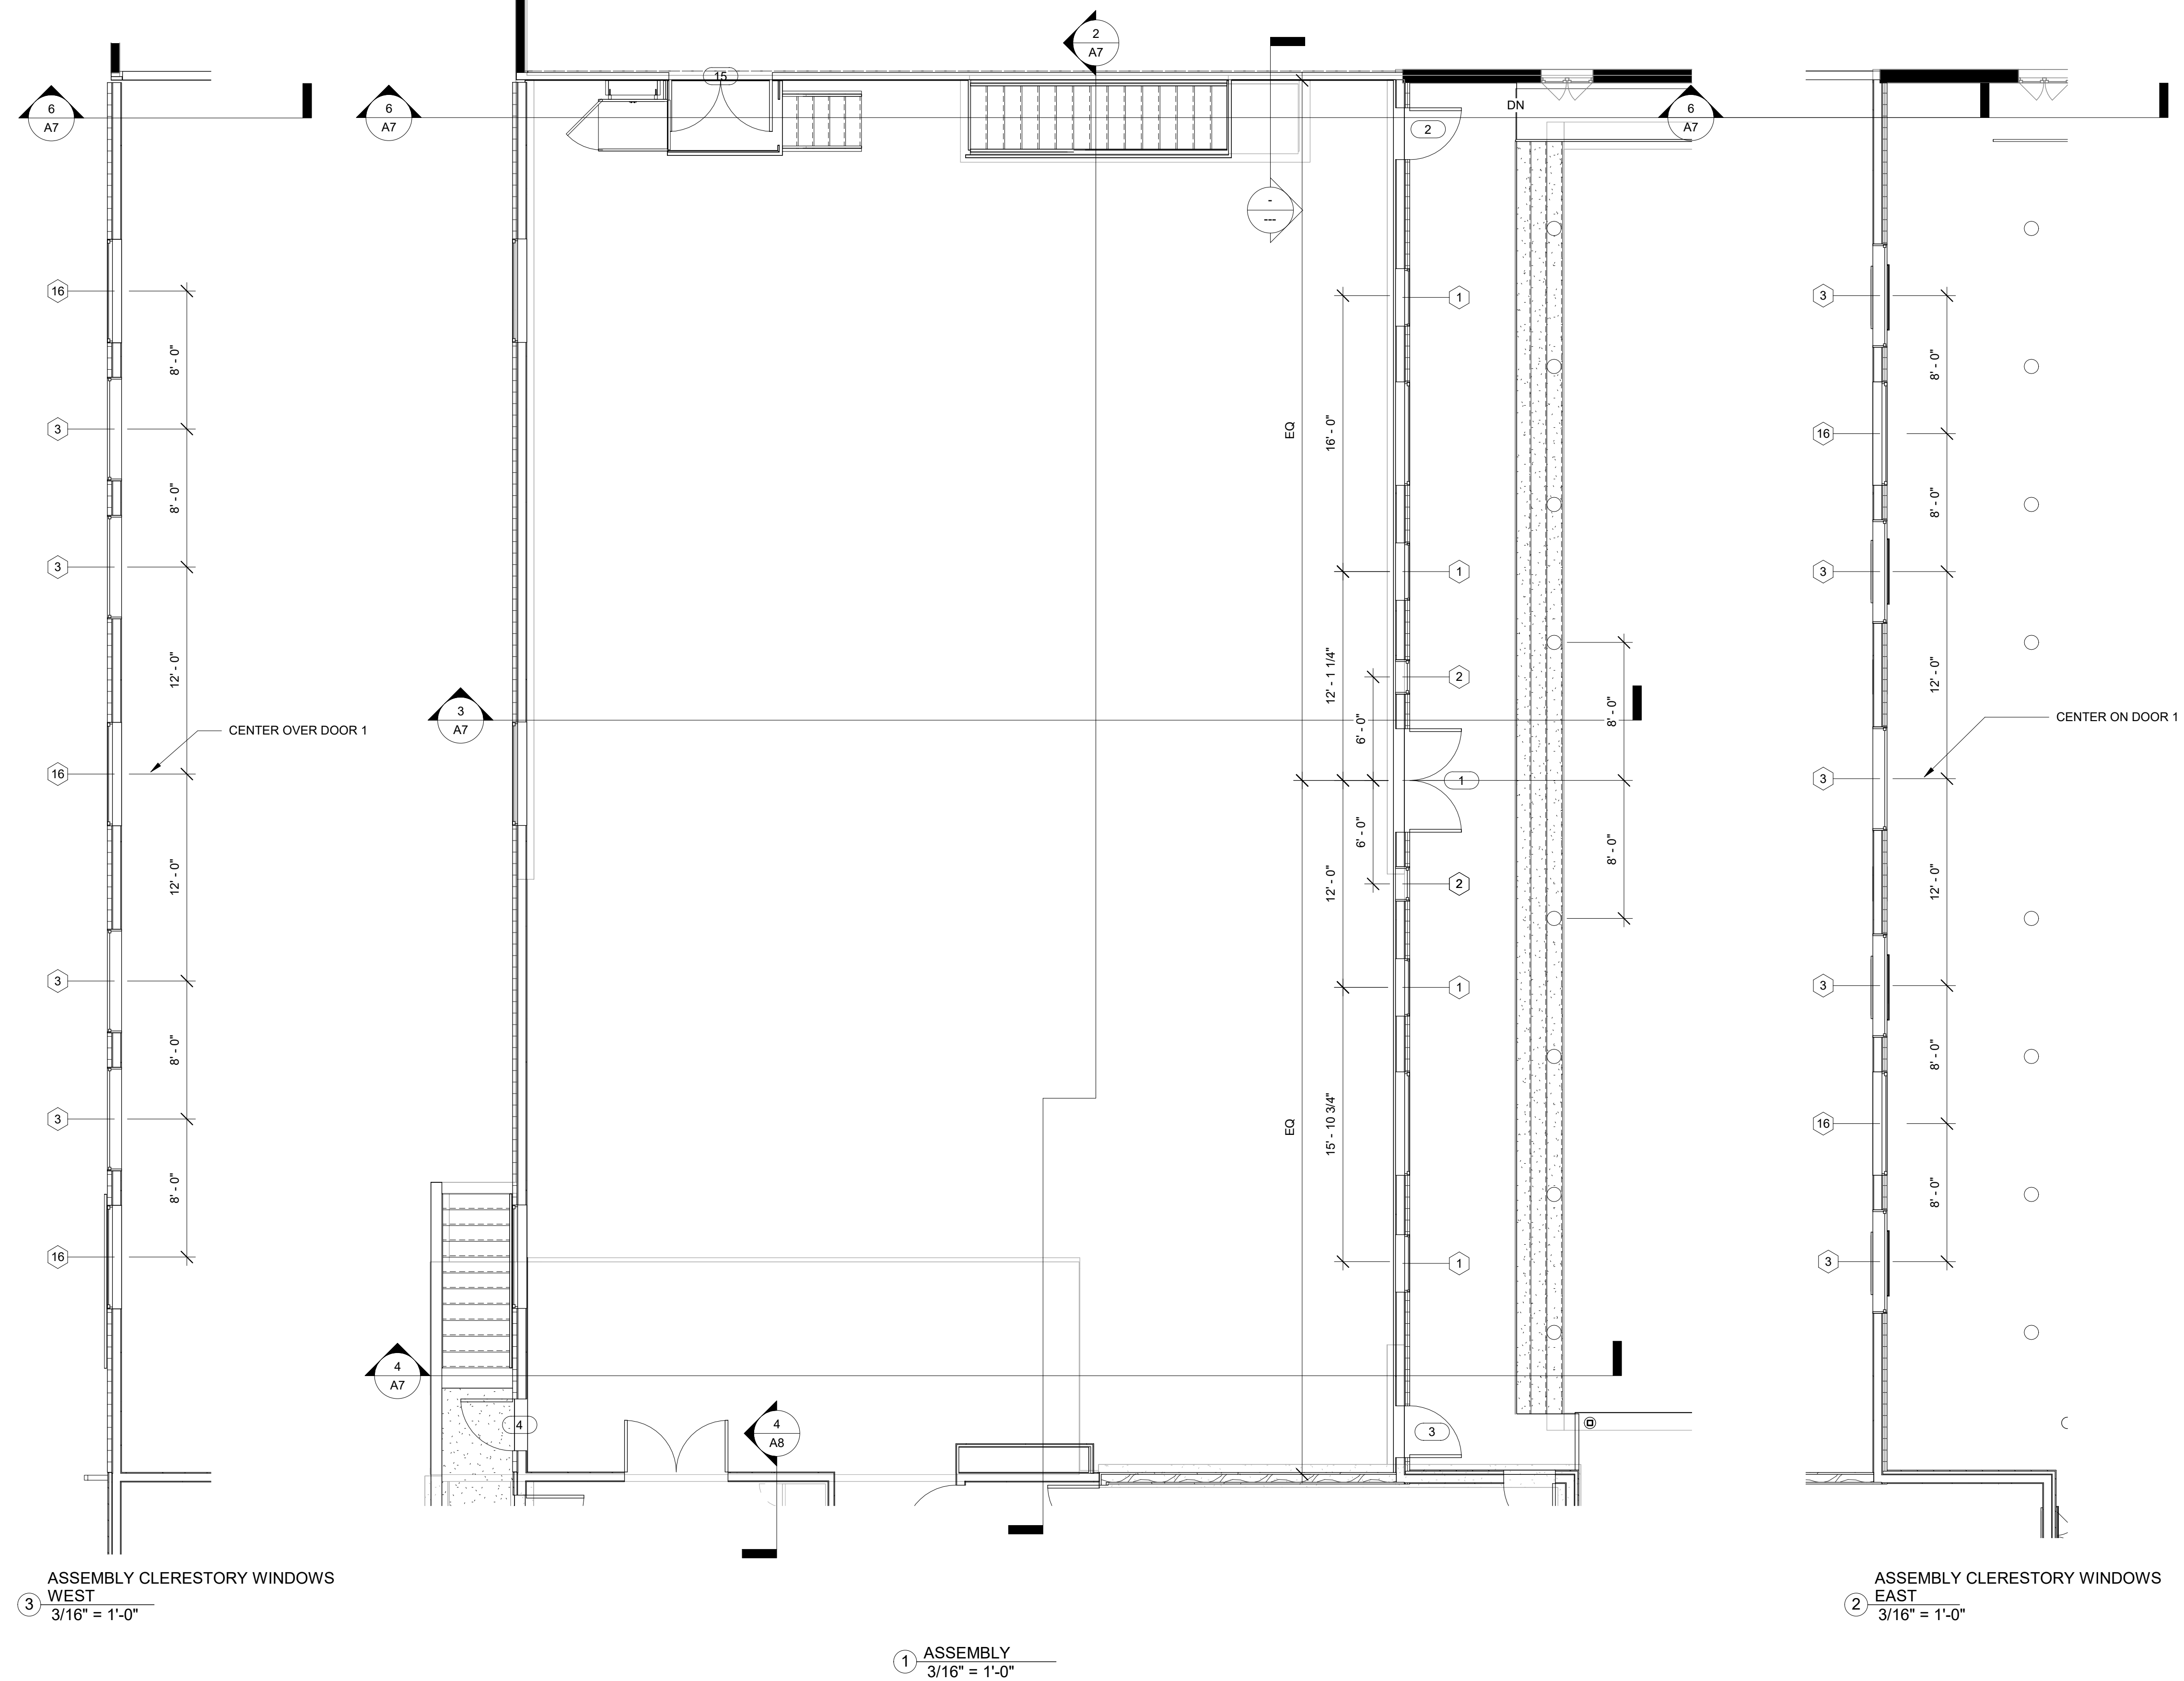 6
A7
16
3
3
16
3
3
16
8' - 0"
8' - 0"
12' - 0"
12' - 0"
8' - 0"
8' - 0"
CENTER OVER DOOR 1
3
ASSEMBLY CLERESTORY WINDOWS
WEST
3/16" = 1'-0"
6
A7
3
A7
4
A7
15
2
A7
-
---
4
4
A8
EQ
EQ
16' - 0"
12' - 1 1/4"
12' - 0"
15' - 10 3/4"
6' - 0"
6' - 0"
2
1
1
2
1
2
1
1
3
DN
8' - 0"
8' - 0"
6
A7
1
ASSEMBLY
3/16" = 1'-0"
3
16
3
3
3
16
3
8' - 0"
8' - 0"
12' - 0"
12' - 0"
8' - 0"
8' - 0"
CENTER ON DOOR 1
2
ASSEMBLY CLERESTORY WINDOWS
EAST
3/16" = 1'-0"